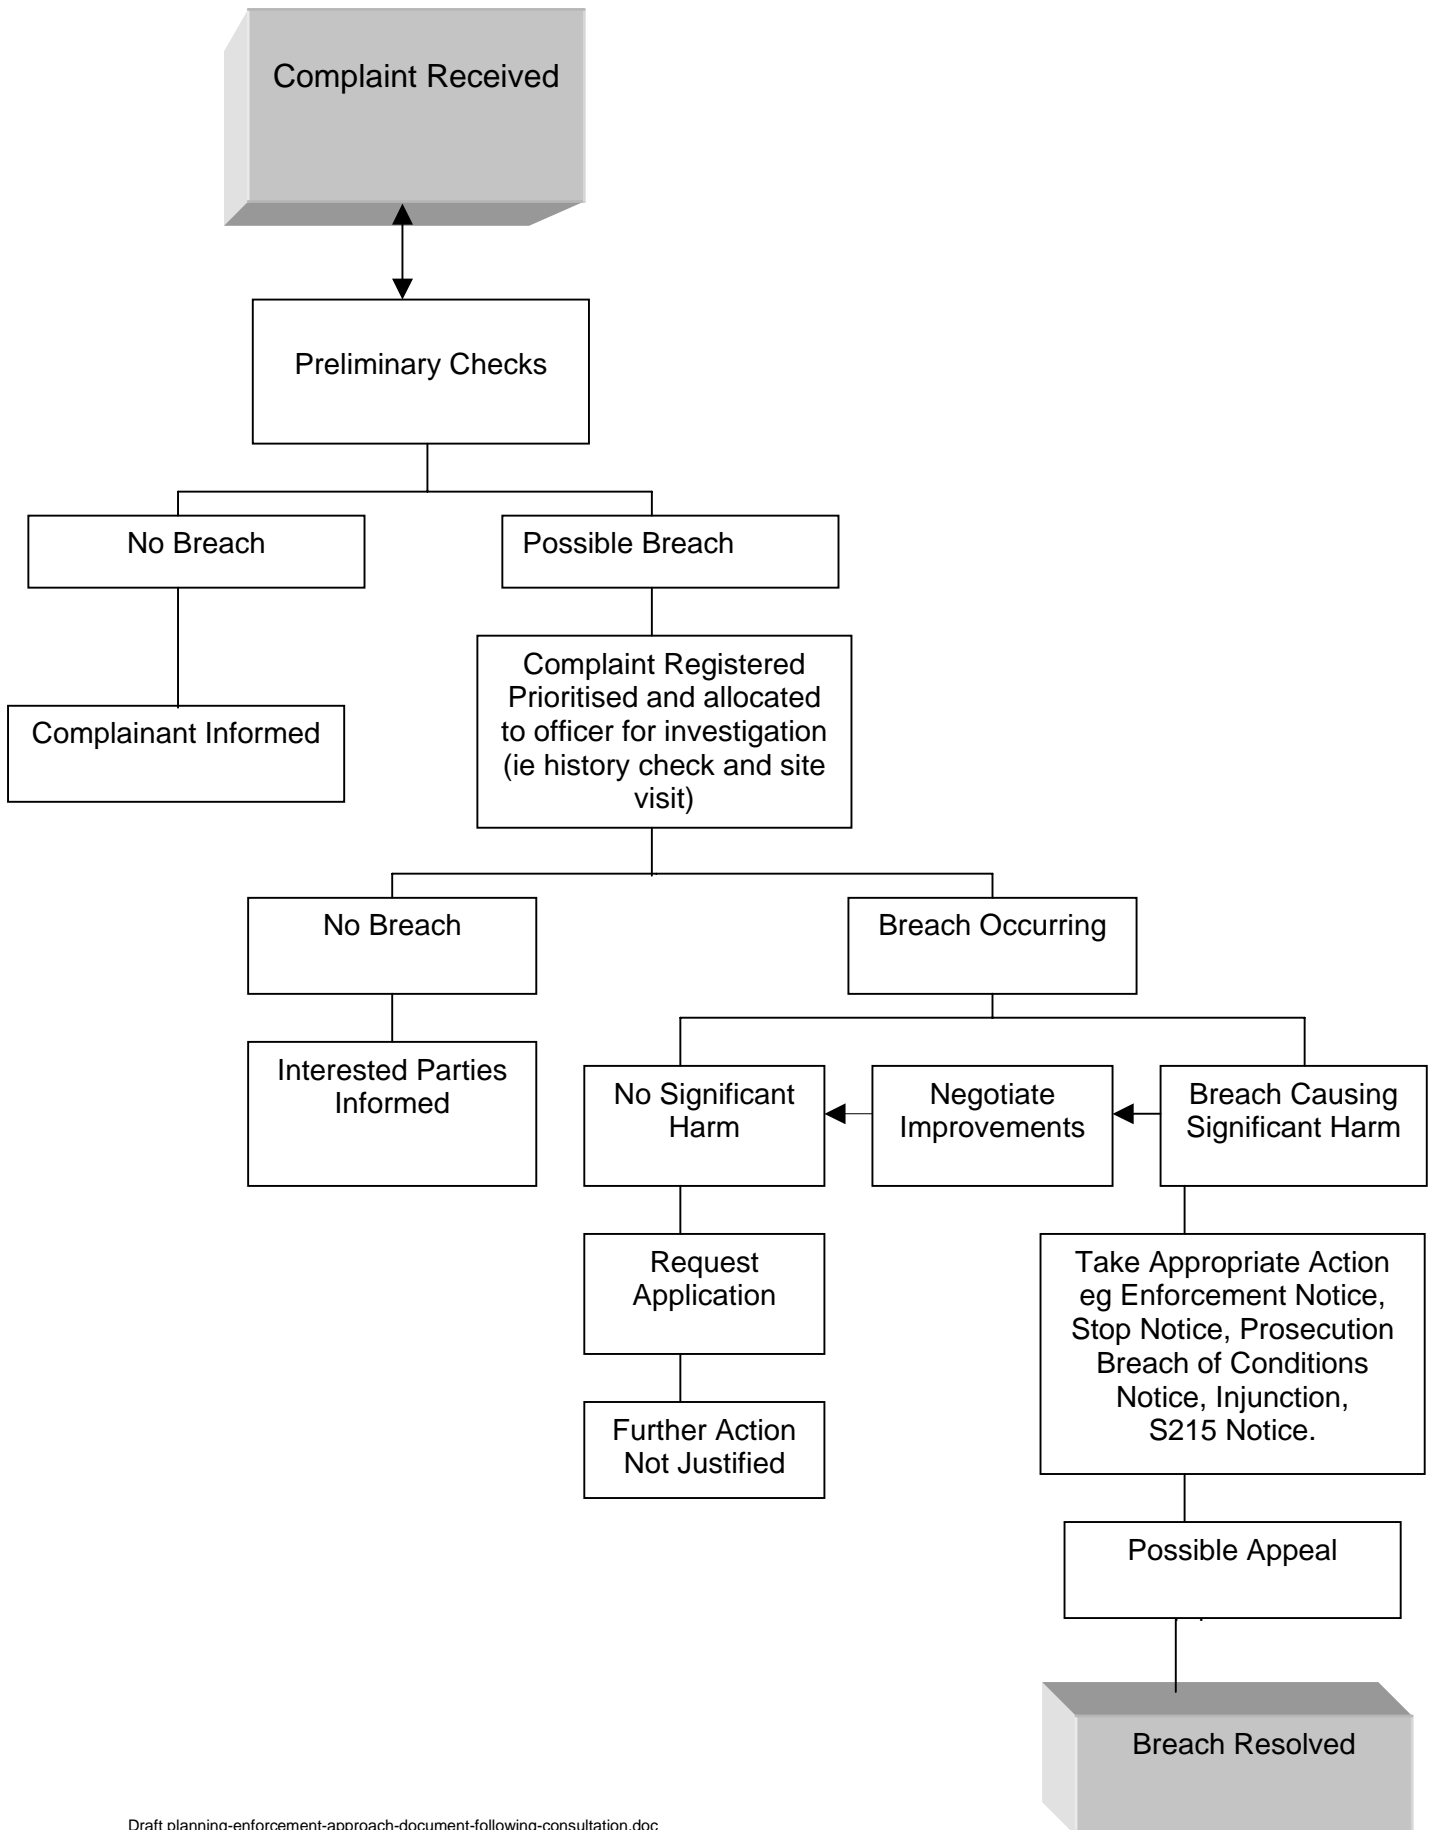 Complaint Received
Preliminary Checks
No Breach
Possible Breach
Complaint Registered
Prioritised and allocated
to officer for investigation
(ie history check and site
visit)
Complainant Informed
No Breach
Breach Occurring
Interested Parties
Informed
No Significant
Harm
Negotiate
Improvements
Breach Causing
Significant Harm
Request
Application
Take Appropriate Action
eg Enforcement Notice,
Stop Notice, Prosecution
Breach of Conditions
Notice, Injunction,
S215 Notice.
Further Action
Not Justified
Possible Appeal
Breach Resolved
Draft planning-enforcement-approach-document-following-consultation.doc